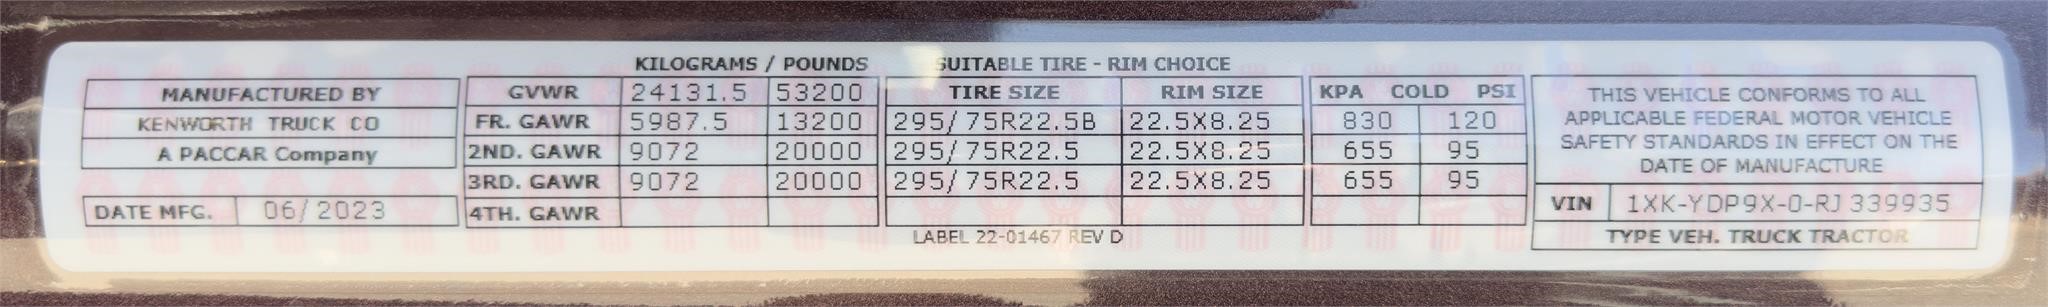 KILOGRAMS / POUNDS SUITABLE TIRE - RIM CHOICE
MANUFACTURED BY
KENWORTH TRUCK CO
A PACCAR Company
DATE MFG. 06/2023
GVWR 24131.5 53200 TIRE SIZE RIM SIZE KPA COLD PSI
FR. GAWR 5987.5 13200 295/75R22.5B 22.5X8.25 830 120
2ND. GAWR 9072 20000 295/75R22.5 22.5X8.25 655 95
3RD. GAWR 9072 20000 295/75R22.5 22.5X8.25 655 95
4TH. GAWR
LABEL 22-01467 REV D
THIS VEHICLE CONFORMS TO ALL
APPLICABLE FEDERAL MOTOR VEHICLE
SAFETY STANDARDS IN EFFECT ON THE
DATE OF MANUFACTURE
VIN 1XK-YDP9X-0-RJ339935
TYPE VEH. TRUCK TRACTOR